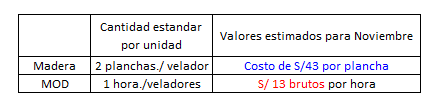 Cantidad estandar
por unidad
Valores estimados para Noviembre
Madera
2 planchas./ velador
Costo de S/43 por plancha
MOD
1 hora./veladores
S/ 13 brutos por hora